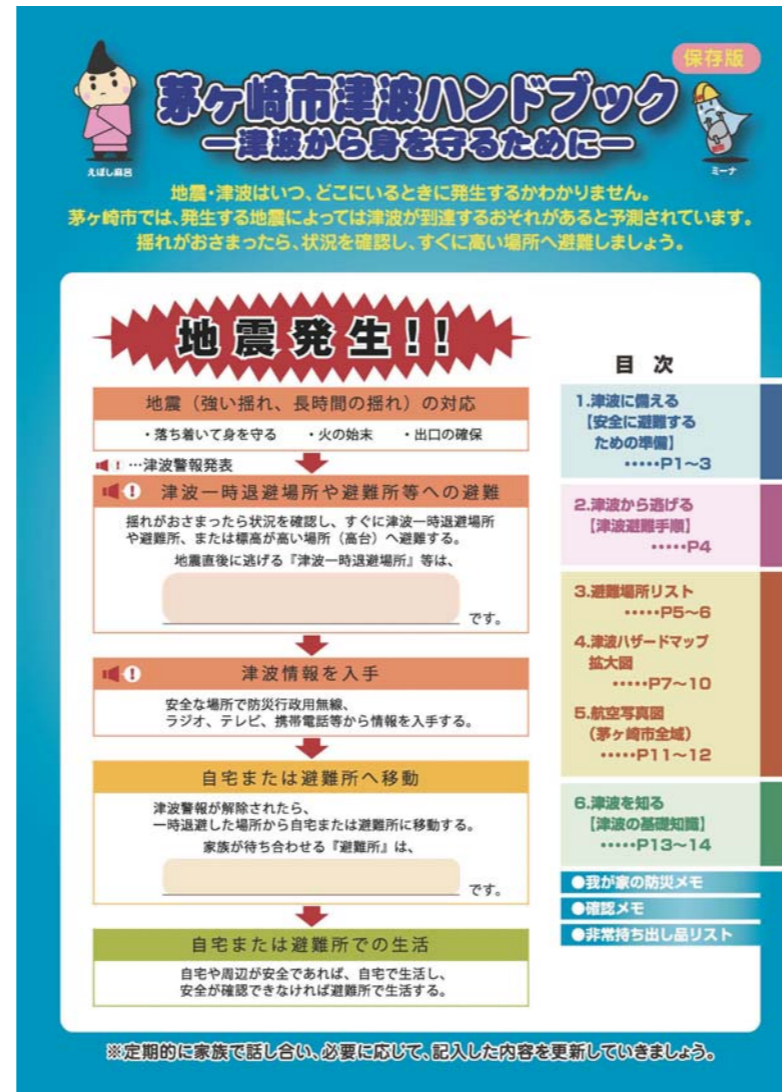 保存版
茅ヶ崎市津波ハンドブック
ー津波から身を守るためにー
えぼし麻呂
ミーナ
地震・津波はいつ、どこにいるときに発生するかわかりません。
茅ヶ崎市では、発生する地震によっては津波が到達するおそれがあると予測されています。
揺れがおさまったら、状況を確認し、すぐに高い場所へ避難しましょう。
地震発生!!
地震（強い揺れ、長時間の揺れ）の対応
・落ち着いて身を守る ・火の始末 ・出口の確保
！…津波警報発表
！ 津波一時退避場所や避難所等への避難
揺れがおさまったら状況を確認し、すぐに津波一時退避場所
や避難所、または標高が高い場所（高台）へ避難する。
地震直後に逃げる『津波一時退避場所』等は、
です。
！ 津波情報を入手
安全な場所で防災行政用無線、
ラジオ、テレビ、携帯電話等から情報を入手する。
自宅または避難所へ移動
津波警報が解除されたら、
一時退避した場所から自宅または避難所に移動する。
家族が待ち合わせる『避難所』は、
です。
自宅または避難所での生活
自宅や周辺が安全であれば、自宅で生活し、
安全が確認できなければ避難所で生活する。
目 次
1.津波に備える
【安全に避難する
ための準備】
‥‥‥P1～3
2.津波から逃げる
【津波避難手順】
‥‥‥P4
3.避難場所リスト
‥‥‥P5～6
4.津波ハザードマップ
拡大図
‥‥‥P7～10
5.航空写真図
（茅ヶ崎市全域）
‥‥‥P11～12
6.津波を知る
【津波の基礎知識】
‥‥‥P13～14
●我が家の防災メモ
●確認メモ
●非常持ち出し品リスト
※定期的に家族で話し合い、必要に応じて、記入した内容を更新していきましょう。